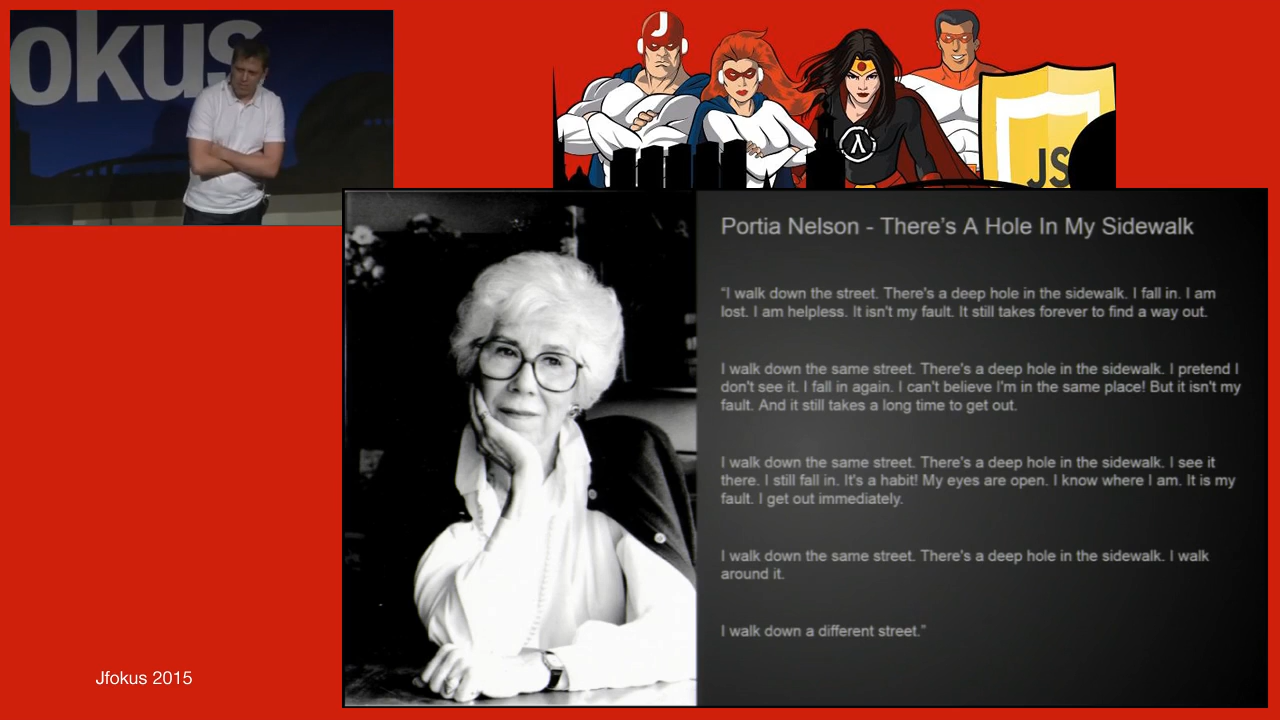 okus
J
λ
JS
Portia Nelson - There's A Hole In My Sidewalk
“I walk down the street. There's a deep hole in the sidewalk. I fall in. I am
lost. I am helpless. It isn't my fault. It still takes forever to find a way out.
I walk down the same street. There's a deep hole in the sidewalk. I pretend I
don't see it. I fall in again. I can't believe I'm in the same place! But it isn't my
fault. And it still takes a long time to get out.
I walk down the same street. There's a deep hole in the sidewalk. I see it
there. I still fall in. It's a habit! My eyes are open. I know where I am. It is my
fault. I get out immediately.
I walk down the same street. There's a deep hole in the sidewalk. I walk
around it.
I walk down a different street.”
Jfokus 2015